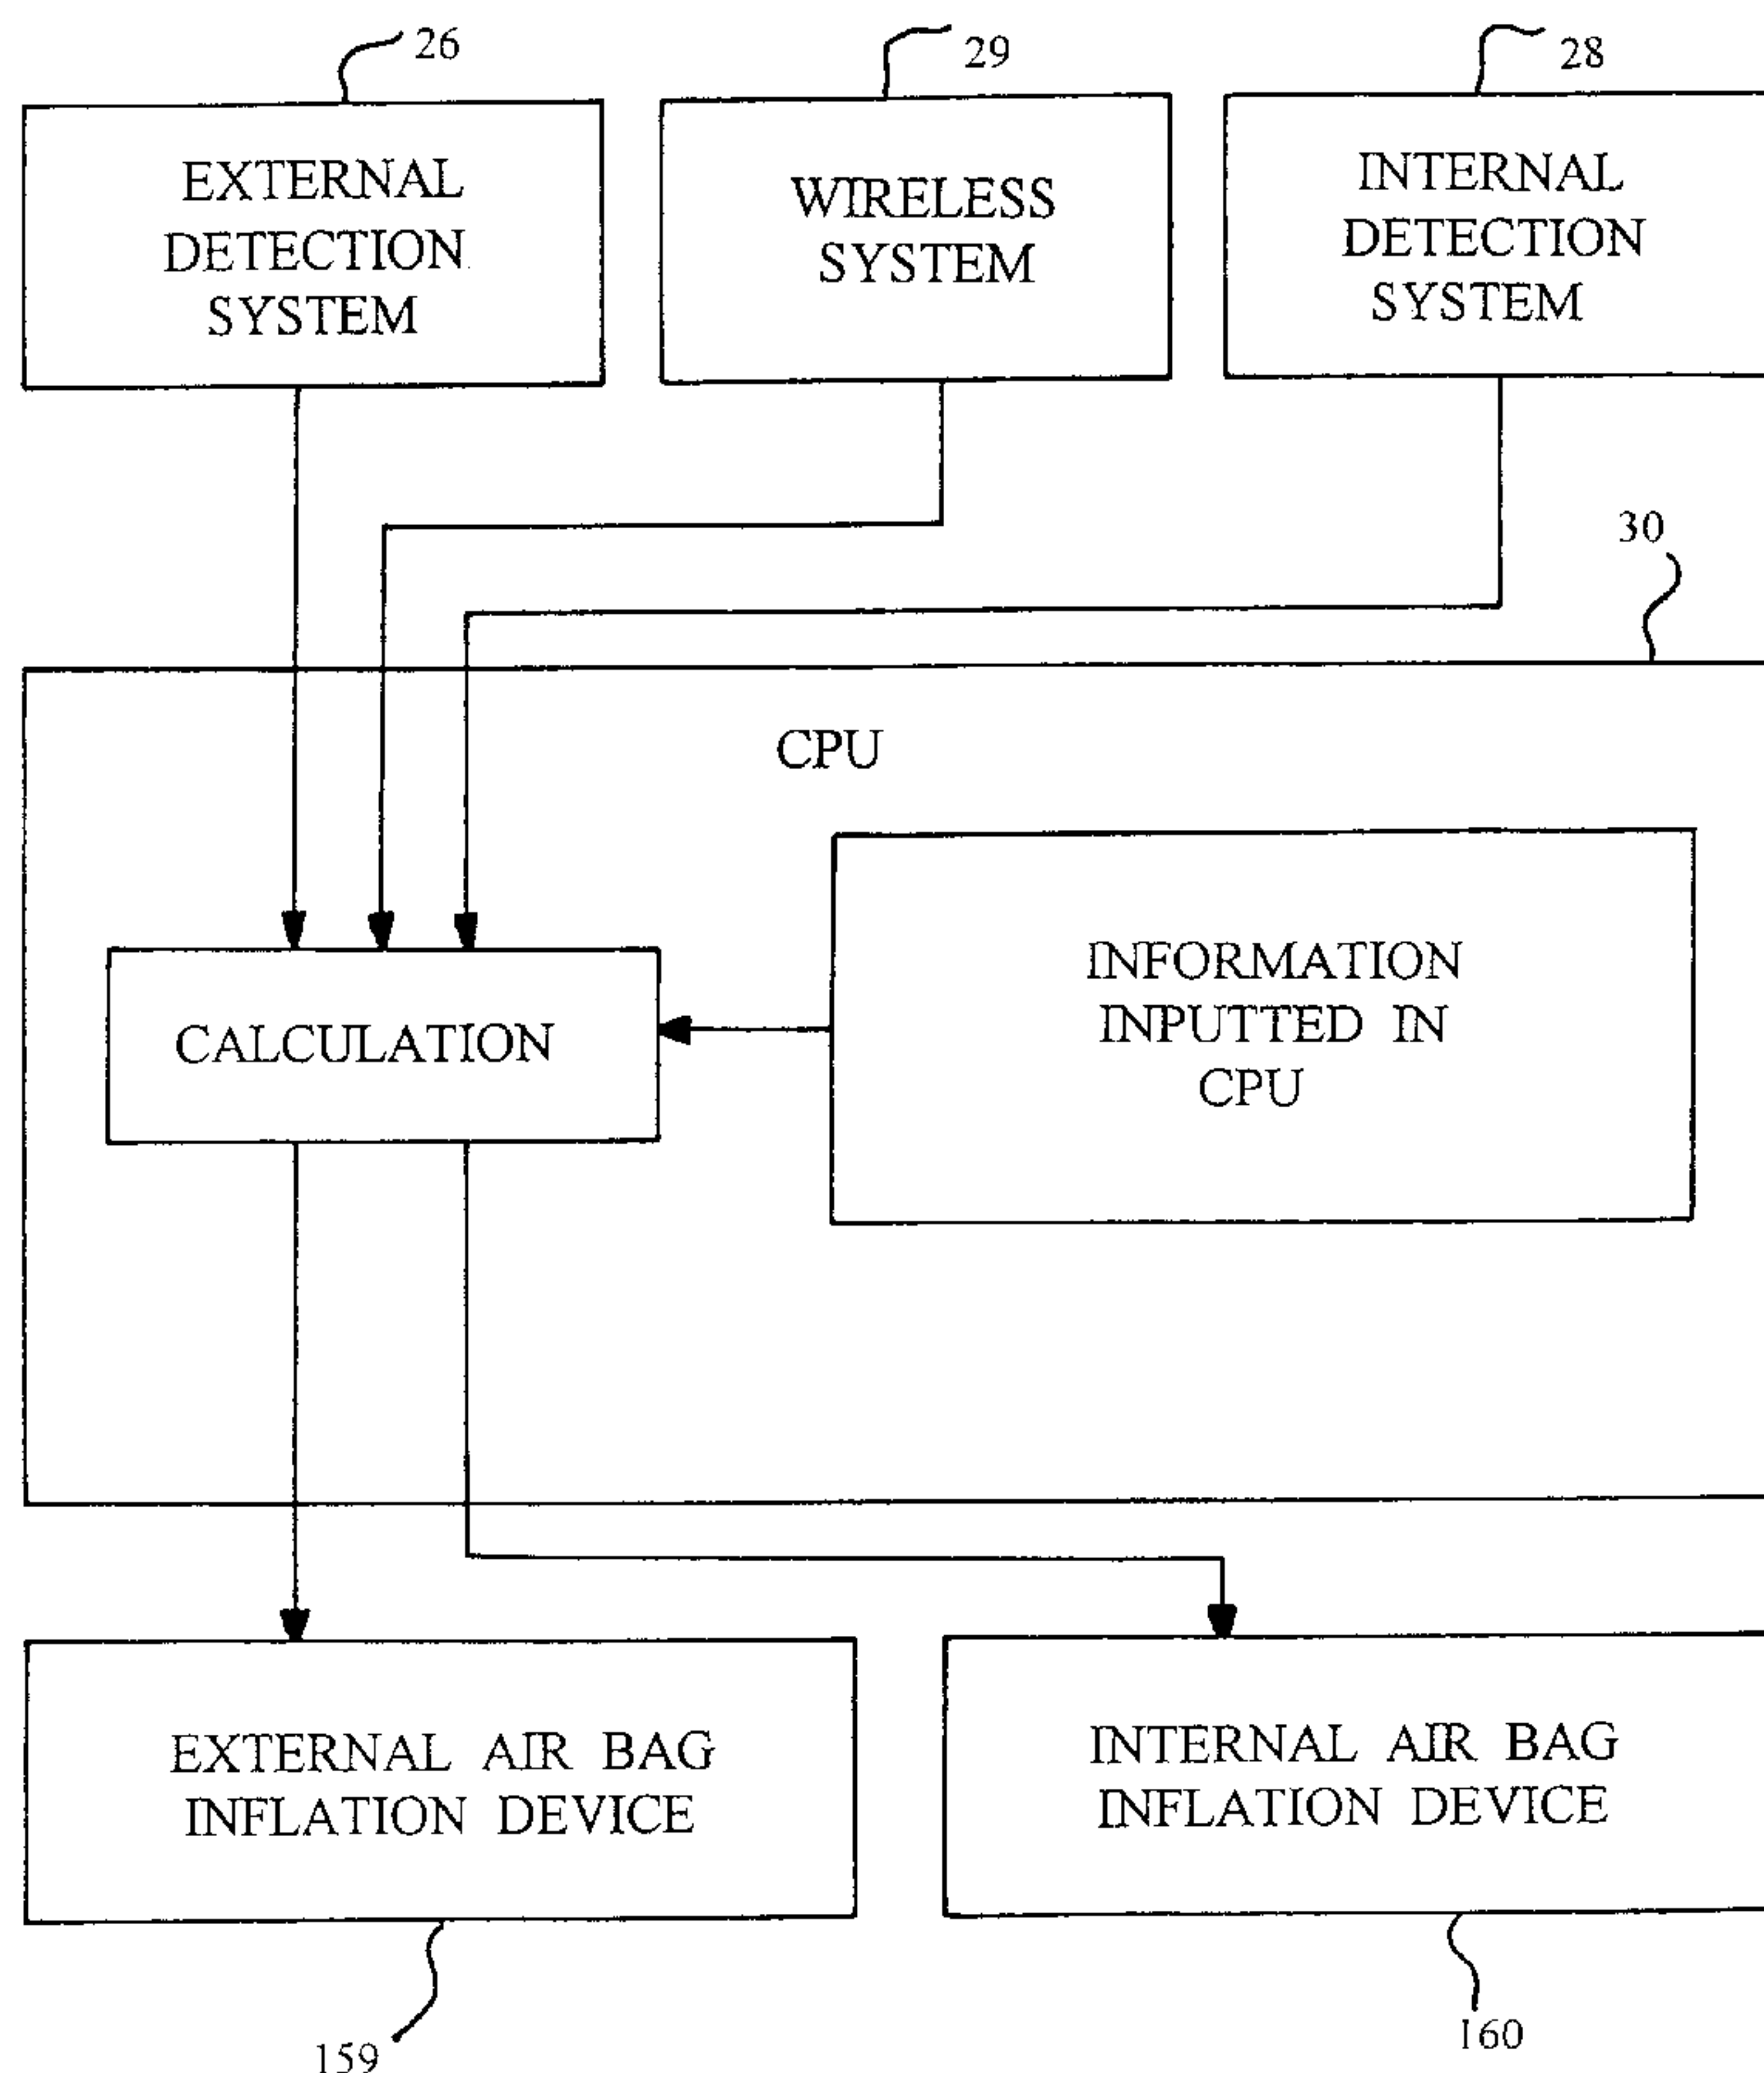 26
29
28
EXTERNAL
DETECTION
SYSTEM
WIRELESS
SYSTEM
INTERNAL
DETECTION
SYSTEM
30
CPU
CALCULATION
INFORMATION
INPUTTED IN
CPU
EXTERNAL AIR BAG
INFLATION DEVICE
INTERNAL AIR BAG
INFLATION DEVICE
159
160